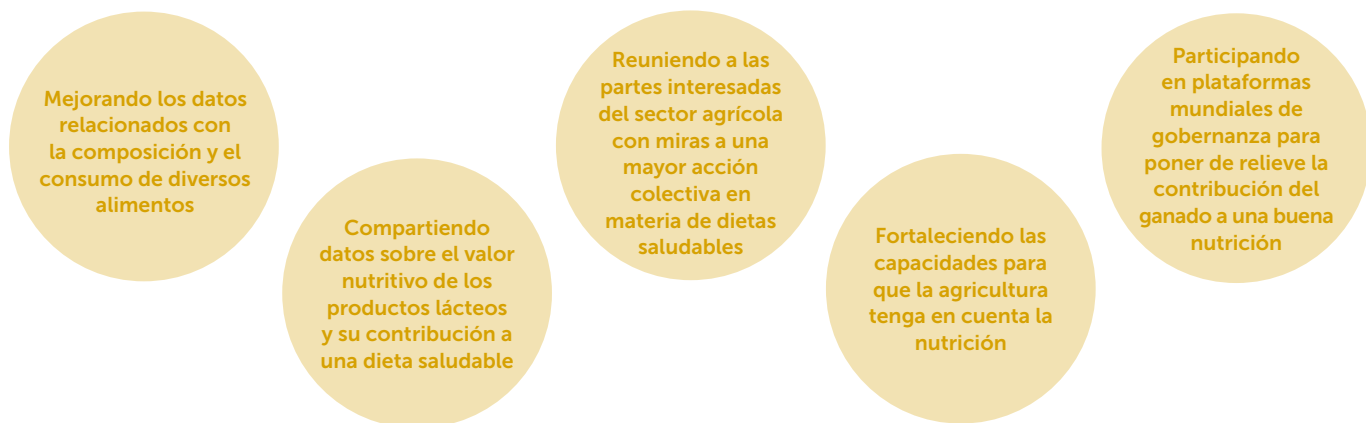 Mejorando los datos
relacionados con
la composición y el
consumo de diversos
alimentos
Compartiendo
datos sobre el valor
nutritivo de los
productos lácteos
y su contribución a
una dieta saludable
Reuniendo a las
partes interesadas
del sector agrícola
con miras a una
mayor acción
colectiva en
materia de dietas
saludables
Fortaleciendo las
capacidades para
que la agricultura
tenga en cuenta la
nutrición
Participando
en plataformas
mundiales de
gobernanza para
poner de relieve la
contribución del
ganado a una buena
nutrición